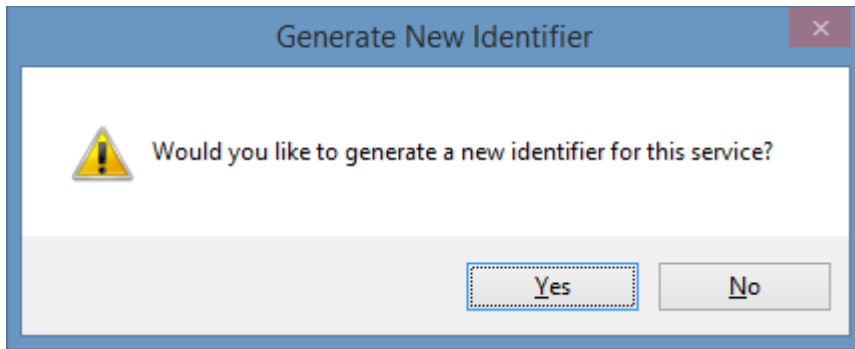 Generate New Identifier
Would you like to generate a new identifier for this service?
Yes
No